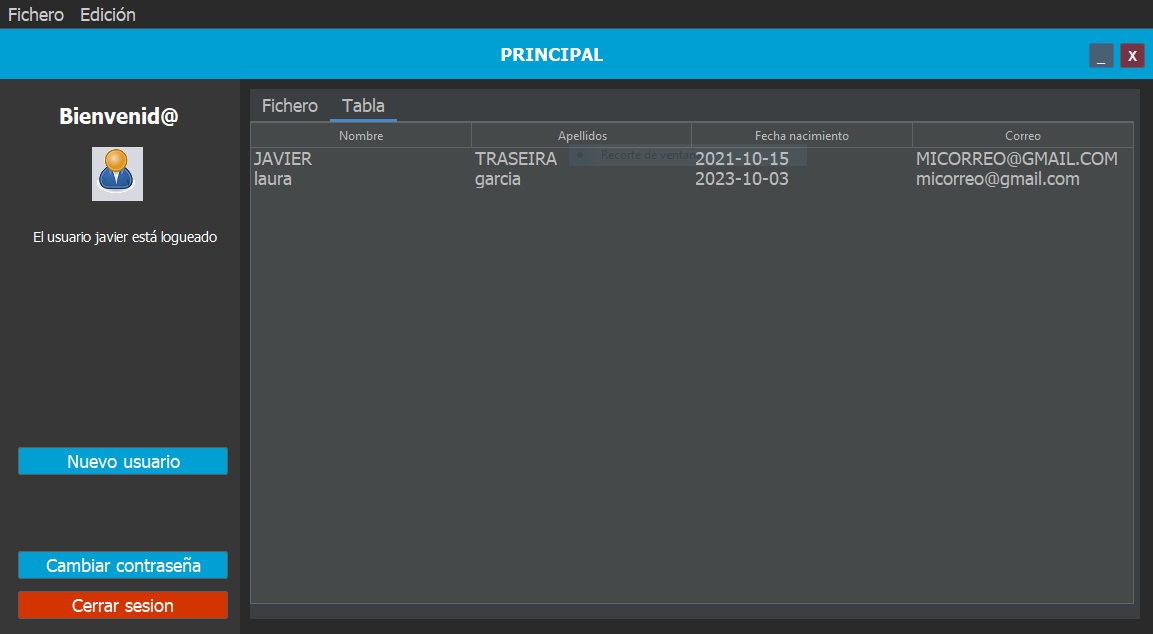 Fichero Edición
PRINCIPAL
_ X
Bienvenid@
El usuario javier está logueado
Nuevo usuario
Cambiar contraseña
Cerrar sesion
Fichero Tabla
Nombre Apellidos Fecha nacimiento Correo
Recorte de ventan
JAVIER TRASEIRA 2021-10-15 MICORREO@GMAIL.COM
laura garcia 2023-10-03 micorreo@gmail.com